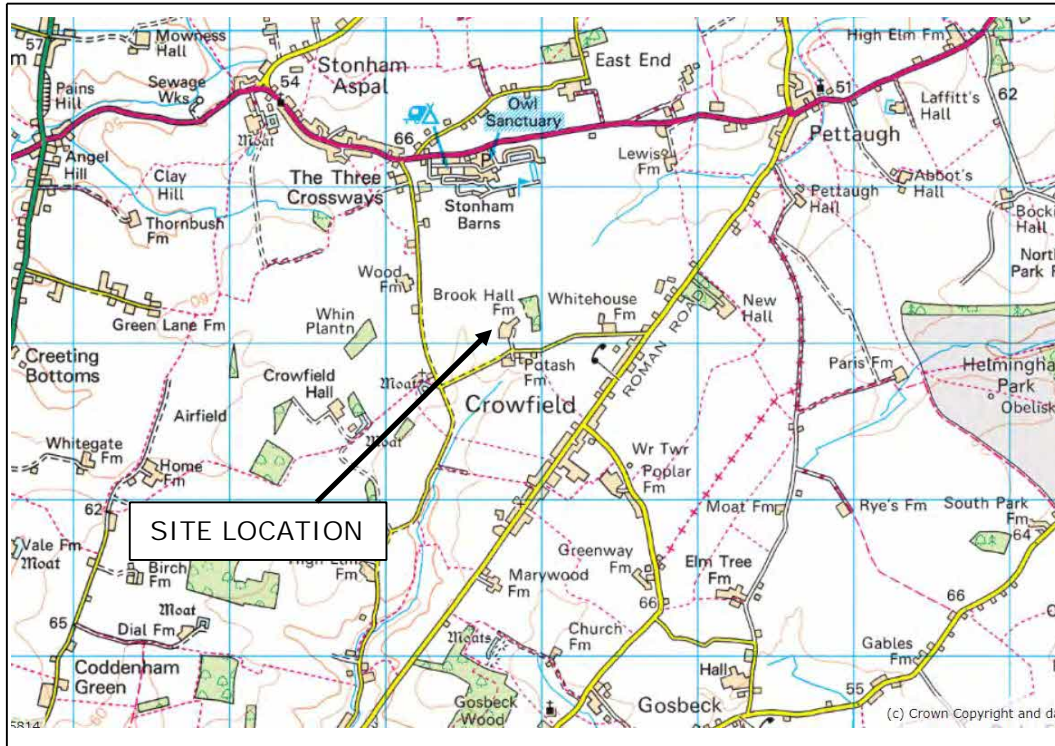 57
m
Mowness
Hall
Pains
Hill
Sewage
Wks
54
Stonham
Aspal
East End
High Elm Fm
Owl
Sanctuary
51
62
Laffitt's
Hall
Pettaugh
66
P
Moat
Angel
Hill
Clay
Hill
The Three
Crossways
Lewis
Fm
Abbot's
Hall
Thornbush
Fm
Stonham
Barns
Pettaugh
Hall
Hall
North
Park F
Wood
Fm
60
Brook Hall
Fm
Whitehouse
Fm
New
Hall
Green Lane Fm
Whin
Plantn
ROMAN ROAD
Creeting
Bottoms
Moat
Potash
Fm
Paris Fm
Helmingha
Park
Obelisk
Crowfield
Hall
Crowfield
Airfield
Moat
Whitegate
Fm
Home
Fm
Wr Twr
Poplar
Fm
62
SITE LOCATION
Moat Fm
Rye's Fm
South Park
Fm
64
Vale Fm
Moat
Birch
Fm
Fm
Greenway
Fm
Elm Tree
Fm
Marywood
Fm
Moat
66
66
65
Dial Fm
Moats
Church
Fm
Gables
Fm
Coddenham
Green
Hall
60
Gosbeck
Wood
Gosbeck
55
5814
(c) Crown Copyright and da